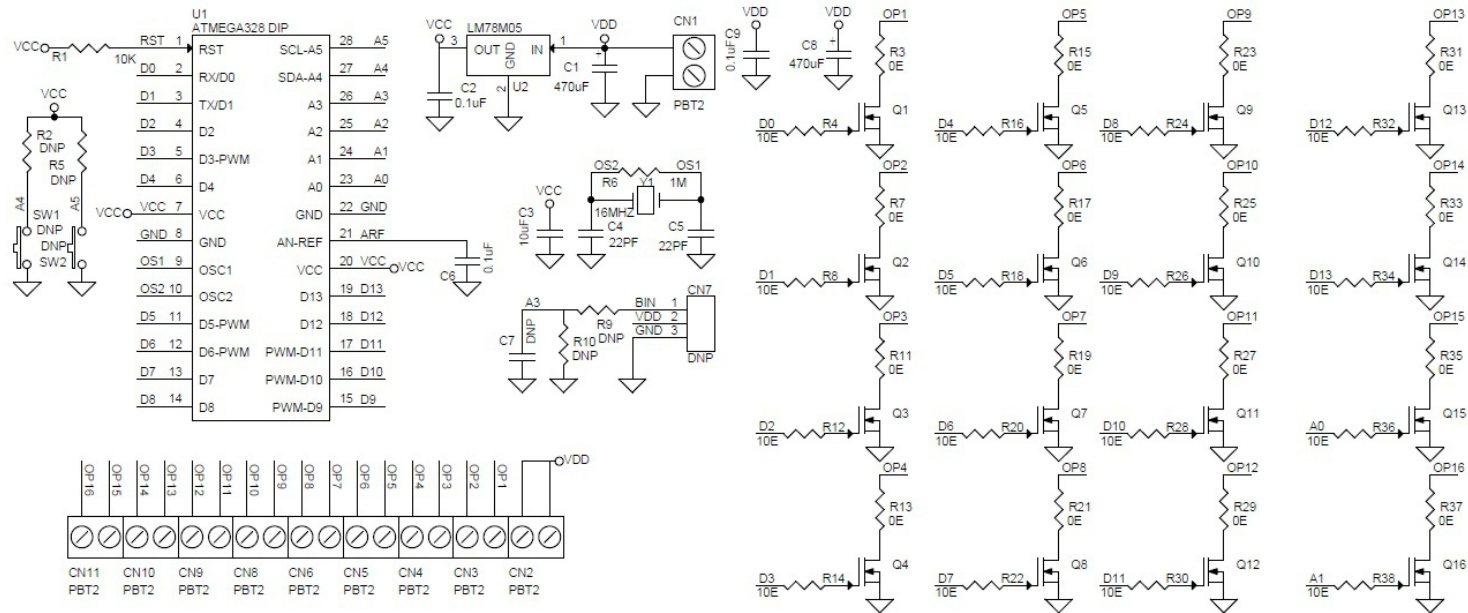 U1
ATMEGA328 DIP
VCC
R1
10K
RST 1 RST
D0 2 RX/D0
D1 3 TX/D1
D2 4 D2
D3 5 D3-PWM
D4 6 D4
VCC VCC 7 VCC
GND 8 GND
OS1 9 OSC1
OS2 10 OSC2
D5 11 D5-PWM
D6 12 D6-PWM
D7 13 D7
D8 14 D8
SCL-A5 28 A5
SDA-A4 27 A4
A3 26 A3
A2 25 A2
A1 24 A1
A0 23 A0
GND 22 GND
AN-REF 21 ARF
VCC 20 VCC VCC
D13 19 D13
D12 18 D12
PWM-D11 17 D11
PWM-D10 16 D10
PWM-D9 15 D9
C6
0.1uF
VCC
R2
DNP
R5
DNP
A4
A5
SW1
DNP
DNP
SW2
VCC
3
LM78M05
OUT
GND
IN
2
U2
1
VDD
C2
0.1uF
C1
470uF
CN1
PBT2
VDD
C9
0.1uF
VDD
C8
470uF
VCC
C3
10uF
OS2
OS1
R6
1M
Y1
16MHZ
C4
22PF
C5
22PF
A3
C7
DNP
R10
DNP
R9
DNP
BIN 1
VDD 2
GND 3
CN7
DNP
OP16
OP15
OP14
OP13
OP12
OP11
OP10
OP9
OP8
OP7
OP6
OP5
OP4
OP3
OP2
OP1
VDD
CN11
PBT2
CN10
PBT2
CN9
PBT2
CN8
PBT2
CN6
PBT2
CN5
PBT2
CN4
PBT2
CN3
PBT2
CN2
PBT2
OP1
R3
0E
Q1
D0
10E
R4
OP2
R7
0E
Q2
D1
10E
R8
OP3
R11
0E
Q3
D2
10E
R12
OP4
R13
0E
Q4
D3
10E
R14
OP5
R15
0E
Q5
D4
10E
R16
OP6
R17
0E
Q6
D5
10E
R18
OP7
R19
0E
Q7
D6
10E
R20
OP8
R21
0E
Q8
D7
10E
R22
OP9
R23
0E
Q9
D8
10E
R24
OP10
R25
0E
Q10
D9
10E
R26
OP11
R27
0E
Q11
D10
10E
R28
OP12
R29
0E
Q12
D11
10E
R30
OP13
R31
0E
Q13
D12
10E
R32
OP14
R33
0E
Q14
D13
10E
R34
OP15
R35
0E
Q15
A0
10E
R36
OP16
R37
0E
Q16
A1
10E
R38